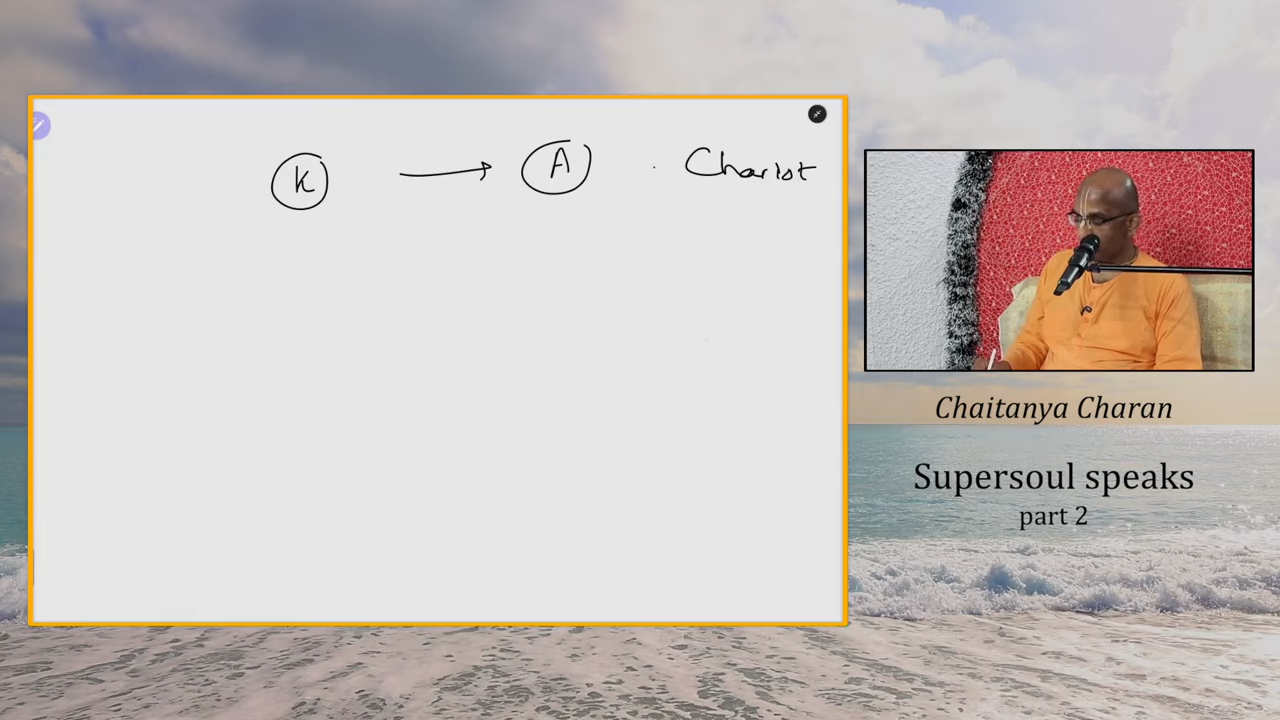 K → A . Chariot
Chaitanya Charan
Supersoul speaks
part 2